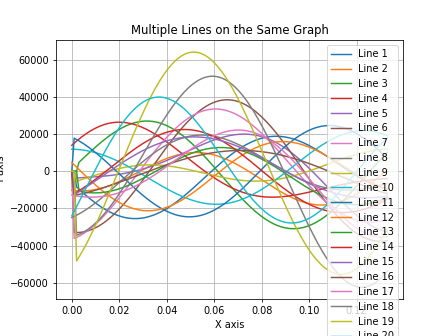 Multiple Lines on the Same Graph
60000
40000
20000
0
−20000
−40000
−60000
0.00
0.02
0.04
0.06
0.08
0.10
X axis
Line 1
Line 2
Line 3
Line 4
Line 5
Line 6
Line 7
Line 8
Line 9
Line 10
Line 11
Line 12
Line 13
Line 14
Line 15
Line 16
Line 17
Line 18
Line 19
Line 20